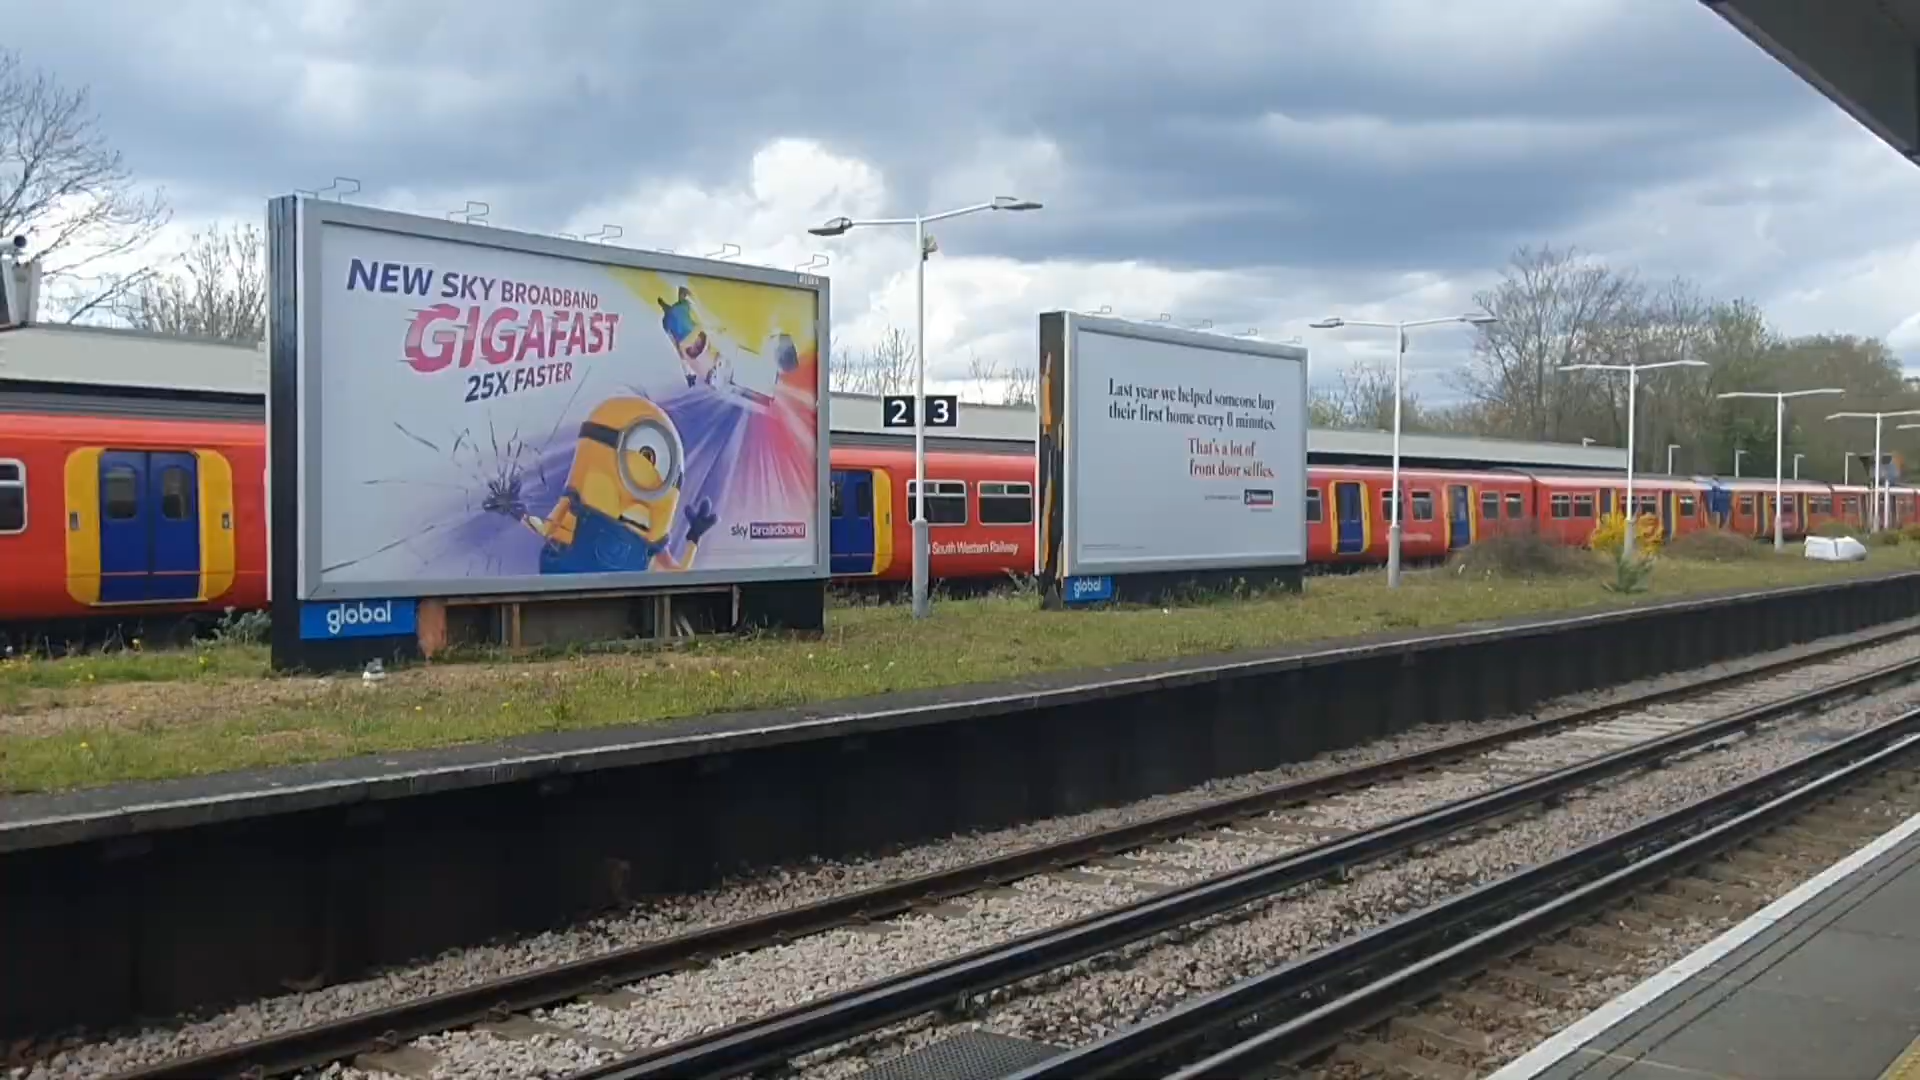 NEW SKY BROADBAND
GIGAFAST
25X FASTER
sky broadband
global
2 3
South Western Railway
Last year we helped someone buy
their first home every 6 minutes.
That's a lot of
front door selfies.
global